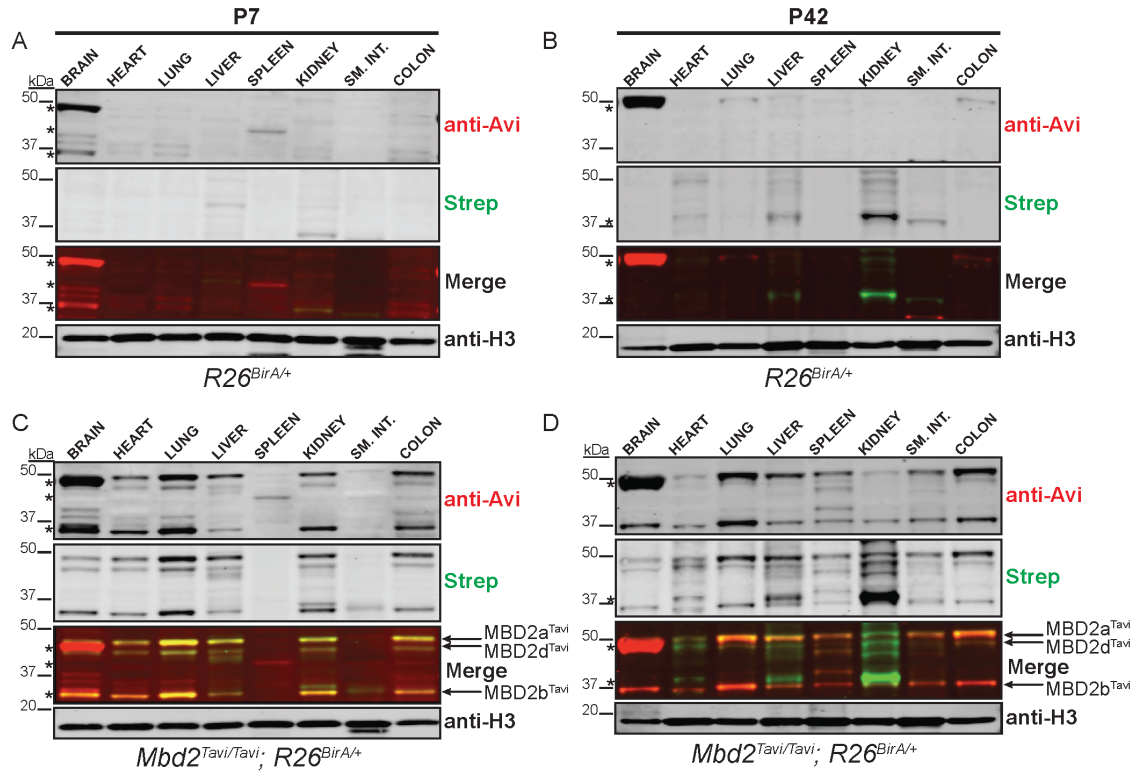 P7
P42
A
BRAIN HEART LUNG LIVER SPLEEN KIDNEY SM. INT. COLON
kDa
50
*
37
*
anti-Avi
50
37
Strep
50
*
*
37
*
Merge
20
anti-H3
R26BirA/+
B
BRAIN HEART LUNG LIVER SPLEEN KIDNEY SM. INT. COLON
kDa
50
*
37
anti-Avi
50
37
*
Strep
50
*
37
*
Merge
20
anti-H3
R26BirA/+
C
BRAIN HEART LUNG LIVER SPLEEN KIDNEY SM. INT. COLON
kDa
50
*
*
37
*
anti-Avi
50
37
Strep
50
*
*
37
*
MBD2aTavi
MBD2dTavi
Merge
MBD2bTavi
20
anti-H3
Mbd2Tavi/Tavi; R26BirA/+
D
BRAIN HEART LUNG LIVER SPLEEN KIDNEY SM. INT. COLON
kDa
50
*
37
anti-Avi
50
37
*
Strep
50
*
37
*
MBD2aTavi
MBD2dTavi
Merge
MBD2bTavi
20
anti-H3
Mbd2Tavi/Tavi; R26BirA/+